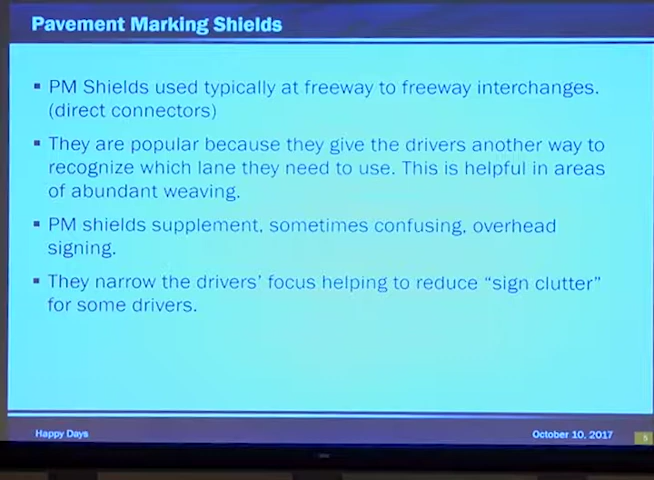 Pavement Marking Shields
▪ PM Shields used typically at freeway to freeway interchanges.
(direct connectors)
▪ They are popular because they give the drivers another way to
recognize which lane they need to use. This is helpful in areas
of abundant weaving.
▪ PM shields supplement, sometimes confusing, overhead
signing.
▪ They narrow the drivers' focus helping to reduce “sign clutter”
for some drivers.
Happy Days
October 10, 2017
5